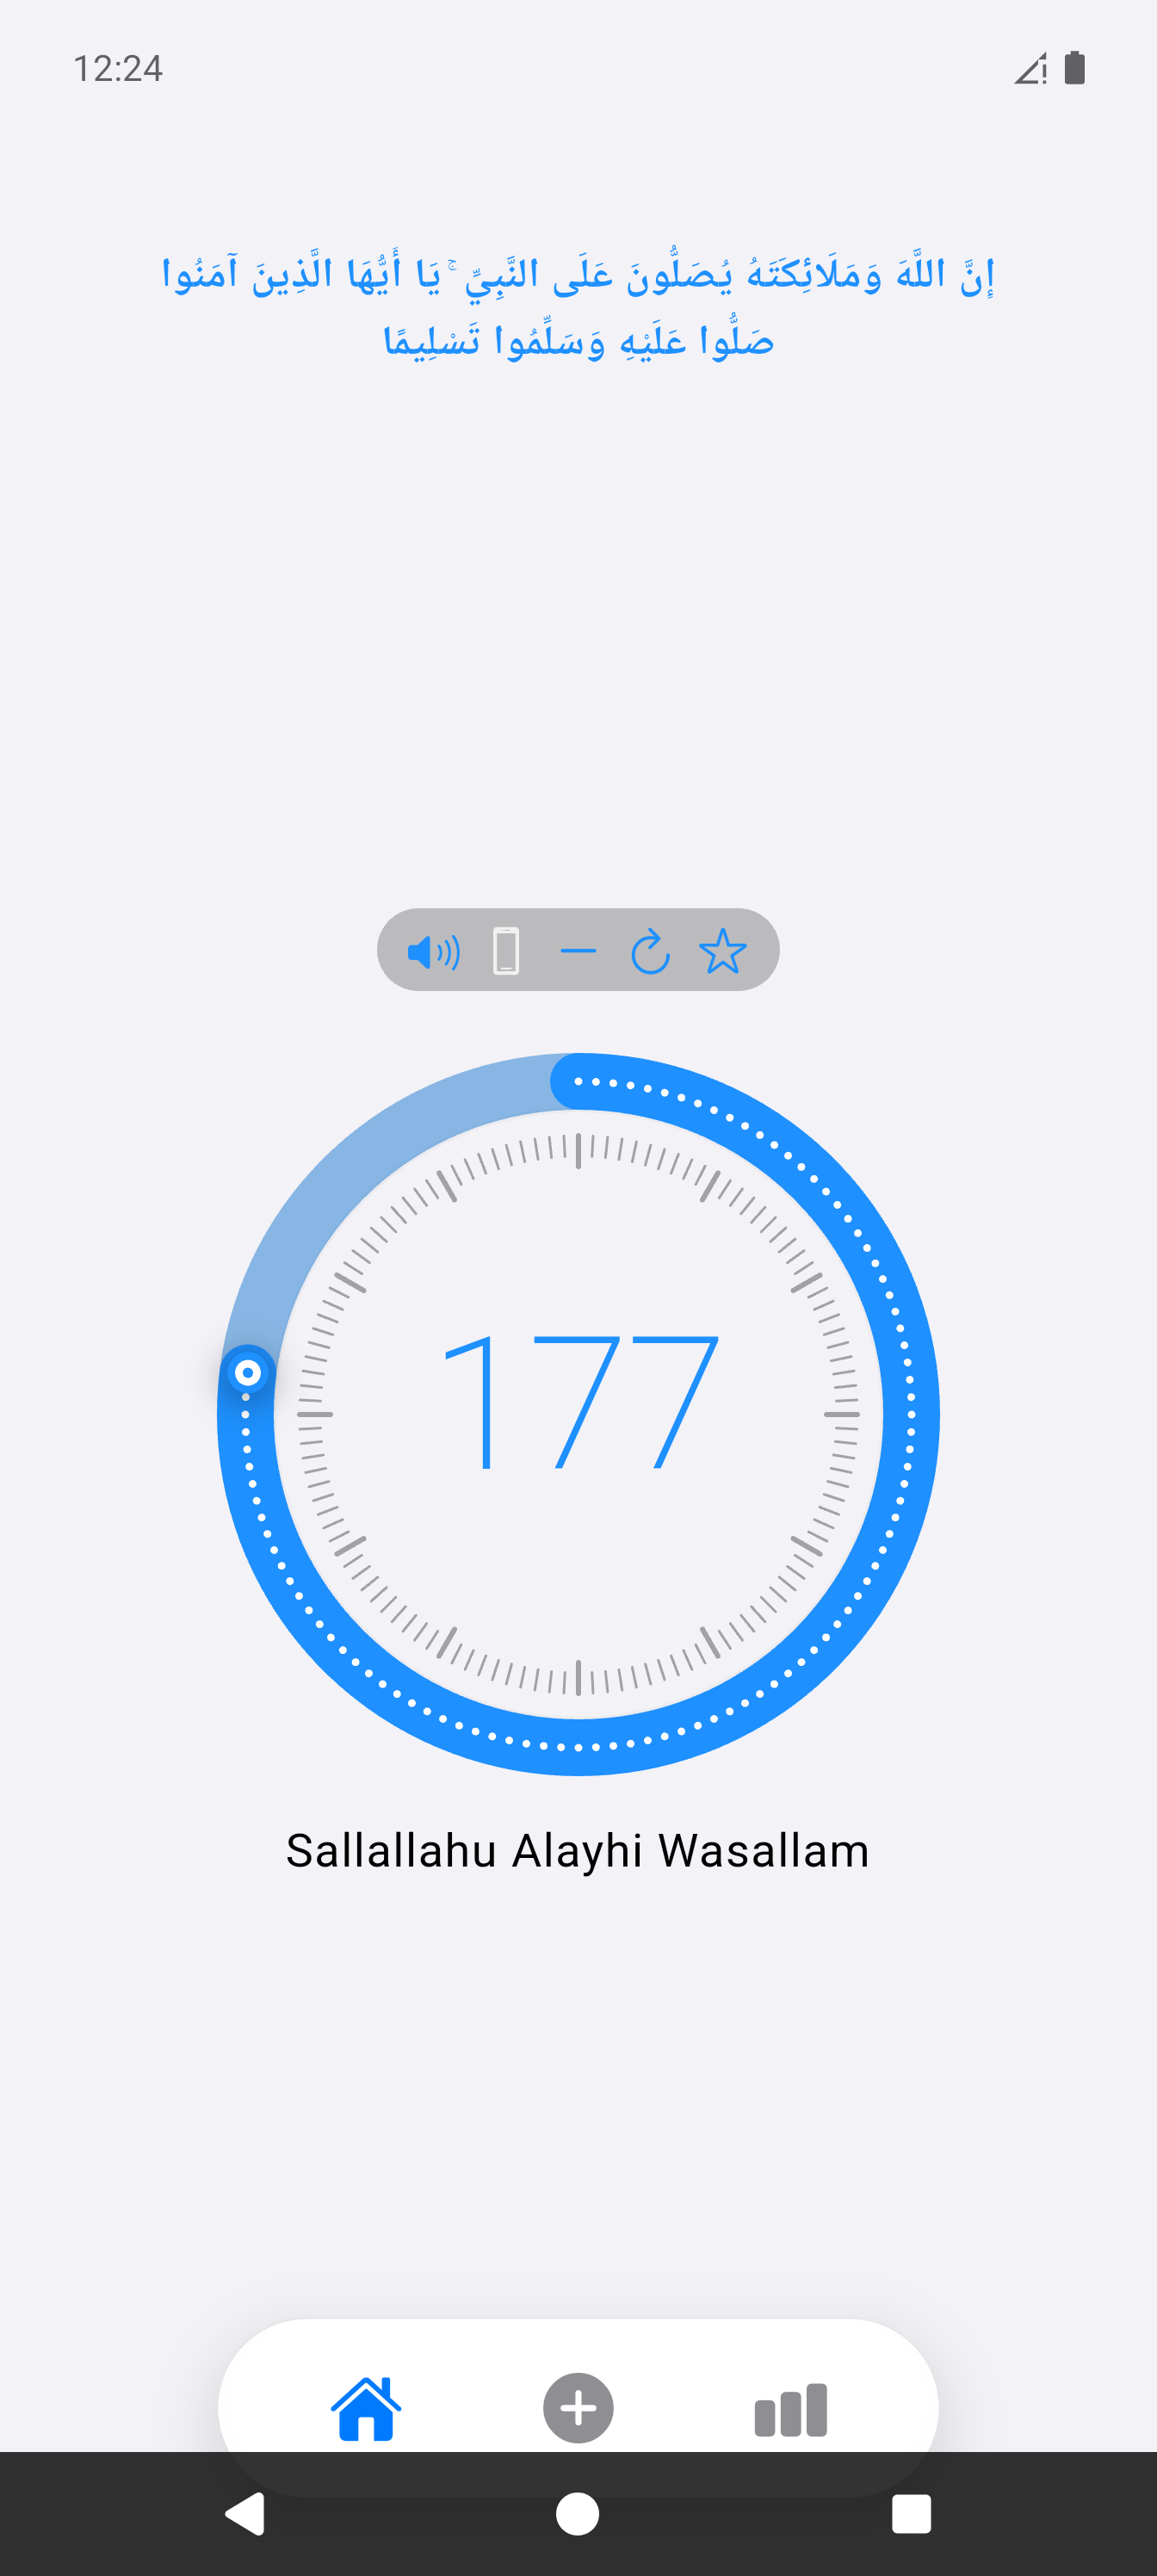 12:24
إِنَّ اللَّهَ وَمَلَائِكَتَهُ يُصَلُّونَ عَلَى النَّبِيِّ ۚ يَا أَيُّهَا الَّذِينَ آمَنُوا
صَلُّوا عَلَيْهِ وَسَلِّمُوا تَسْلِيمًا
177
Sallallahu Alayhi Wasallam